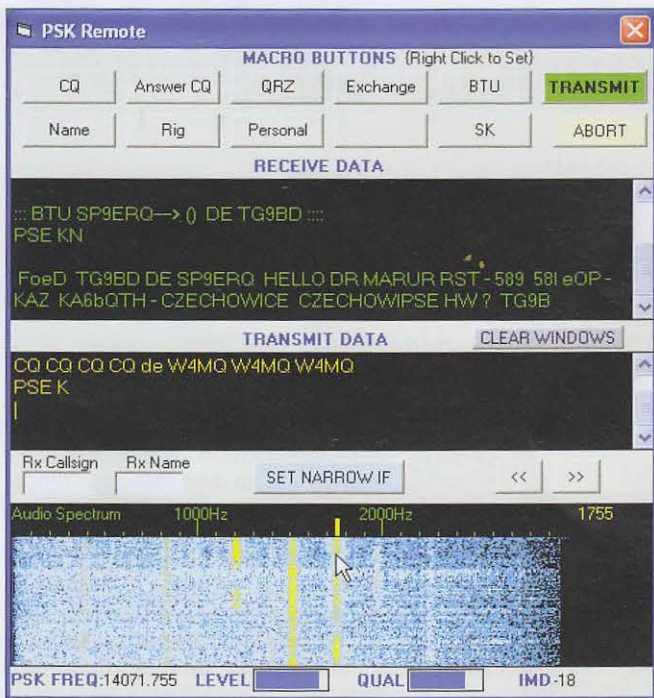 PSK Remote
MACRO BUTTONS (Right Click to Set)
CQ Answer CQ QRZ Exchange BTU TRANSMIT
Name Rig Personal SK ABORT
RECEIVE DATA
::: BTU SP9ERQ—> () DE TG9BD ::::
PSE KN
FoeD TG9BD DE SP9ERQ HELLO DR MARUR RST - 589 58l eOP -
KAZ KA6bQTH - CZECHOWICE CZECHOWIPSE HW ? TG9B
TRANSMIT DATA CLEAR WINDOWS
CQ CQ CQ CQ de W4MQ W4MQ W4MQ
PSE K
Rx Callsign Rx Name SET NARROW IF << >>
Audio Spectrum 1000Hz 2000Hz 1755
PSK FREQ:14071.755 LEVEL QUAL IMD-18